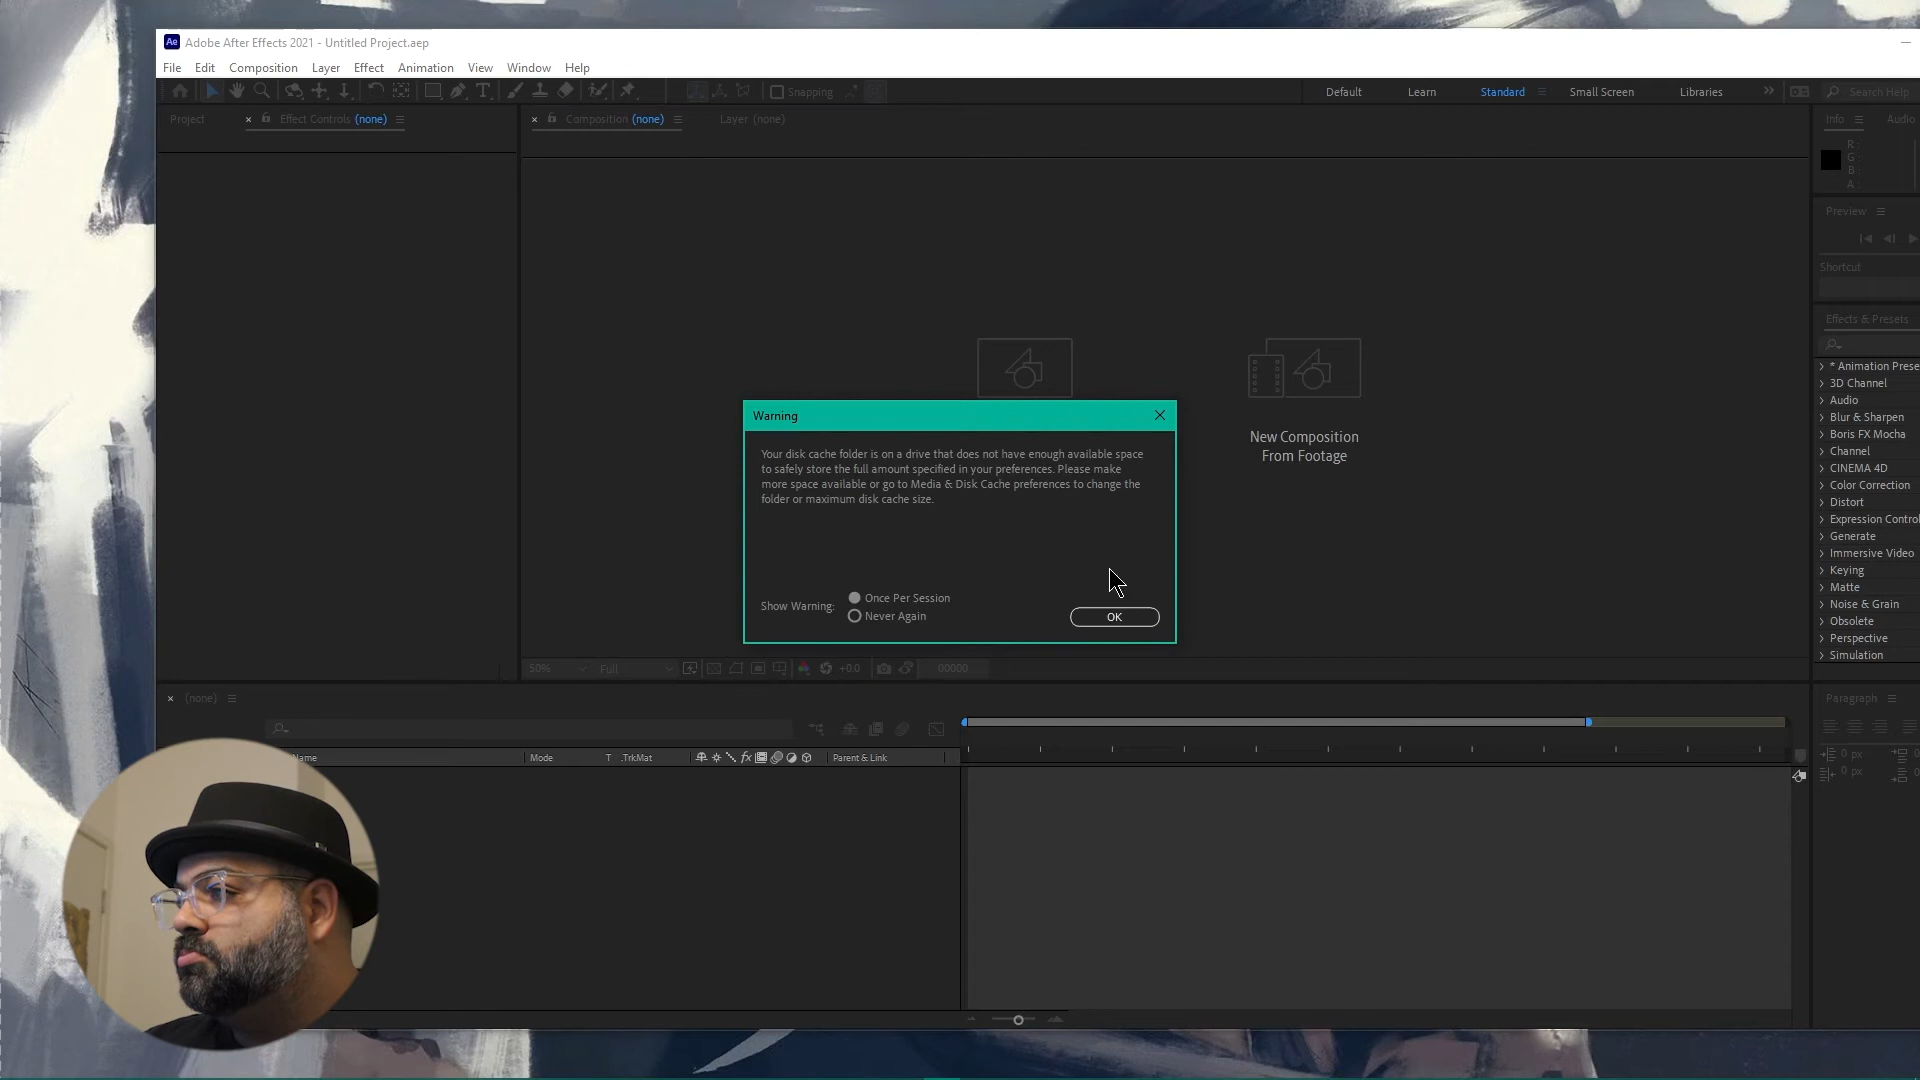 Ae Adobe After Effects 2021 - Untitled Project.aep
File Edit Composition Layer Effect Animation View Window Help
Snapping Default Learn Standard Small Screen Libraries Search Help
Project × Effect Controls (none) × Composition (none) Layer (none) Info Audio
R :
G :
B :
A :
Preview
Shortcut
Effects & Presets
* Animation Prese
3D Channel
Audio
Blur & Sharpen
Boris FX Mocha
Channel
CINEMA 4D
Color Correction
Distort
Expression Control
Generate
Immersive Video
Keying
Matte
Noise & Grain
Obsolete
Perspective
Simulation
New Composition
From Footage
Warning
Your disk cache folder is on a drive that does not have enough available space
to safely store the full amount specified in your preferences. Please make
more space available or go to Media & Disk Cache preferences to change the
folder or maximum disk cache size.
Show Warning:
Once Per Session
Never Again
OK
50% Full +0.0 00000
× (none)
Name Mode T .TrkMat fx Parent & Link
Paragraph
0 px
0 px